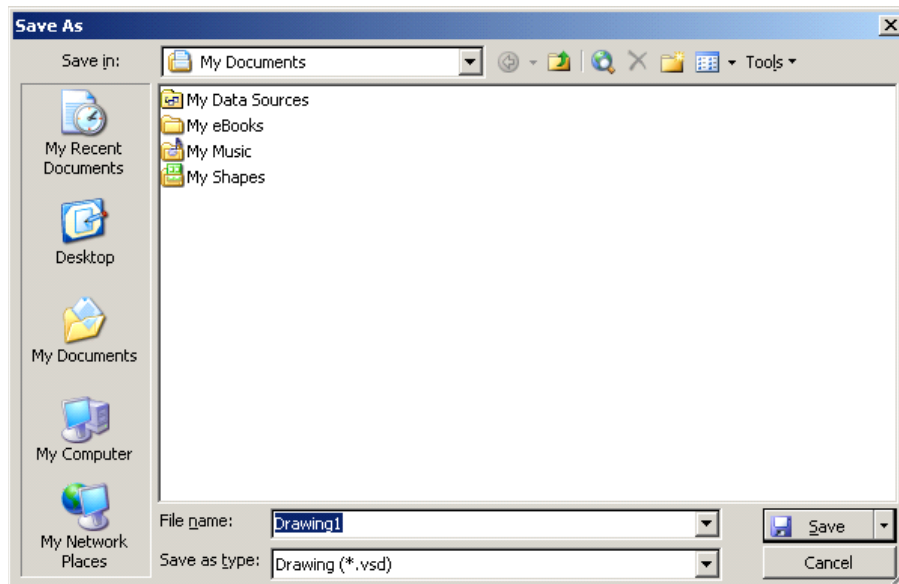 Save As
Save in:
My Documents
Tools
My Data Sources
My eBooks
My Music
My Shapes
My Recent
Documents
Desktop
My Documents
My Computer
My Network
Places
File name:
Drawing1
Save
Save as type:
Drawing (*.vsd)
Cancel